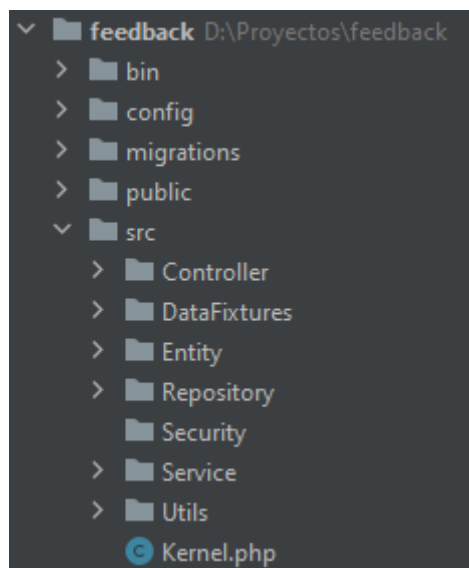 feedback D:\Proyectos\feedback
bin
config
migrations
public
src
Controller
DataFixtures
Entity
Repository
Security
Service
Utils
C Kernel.php